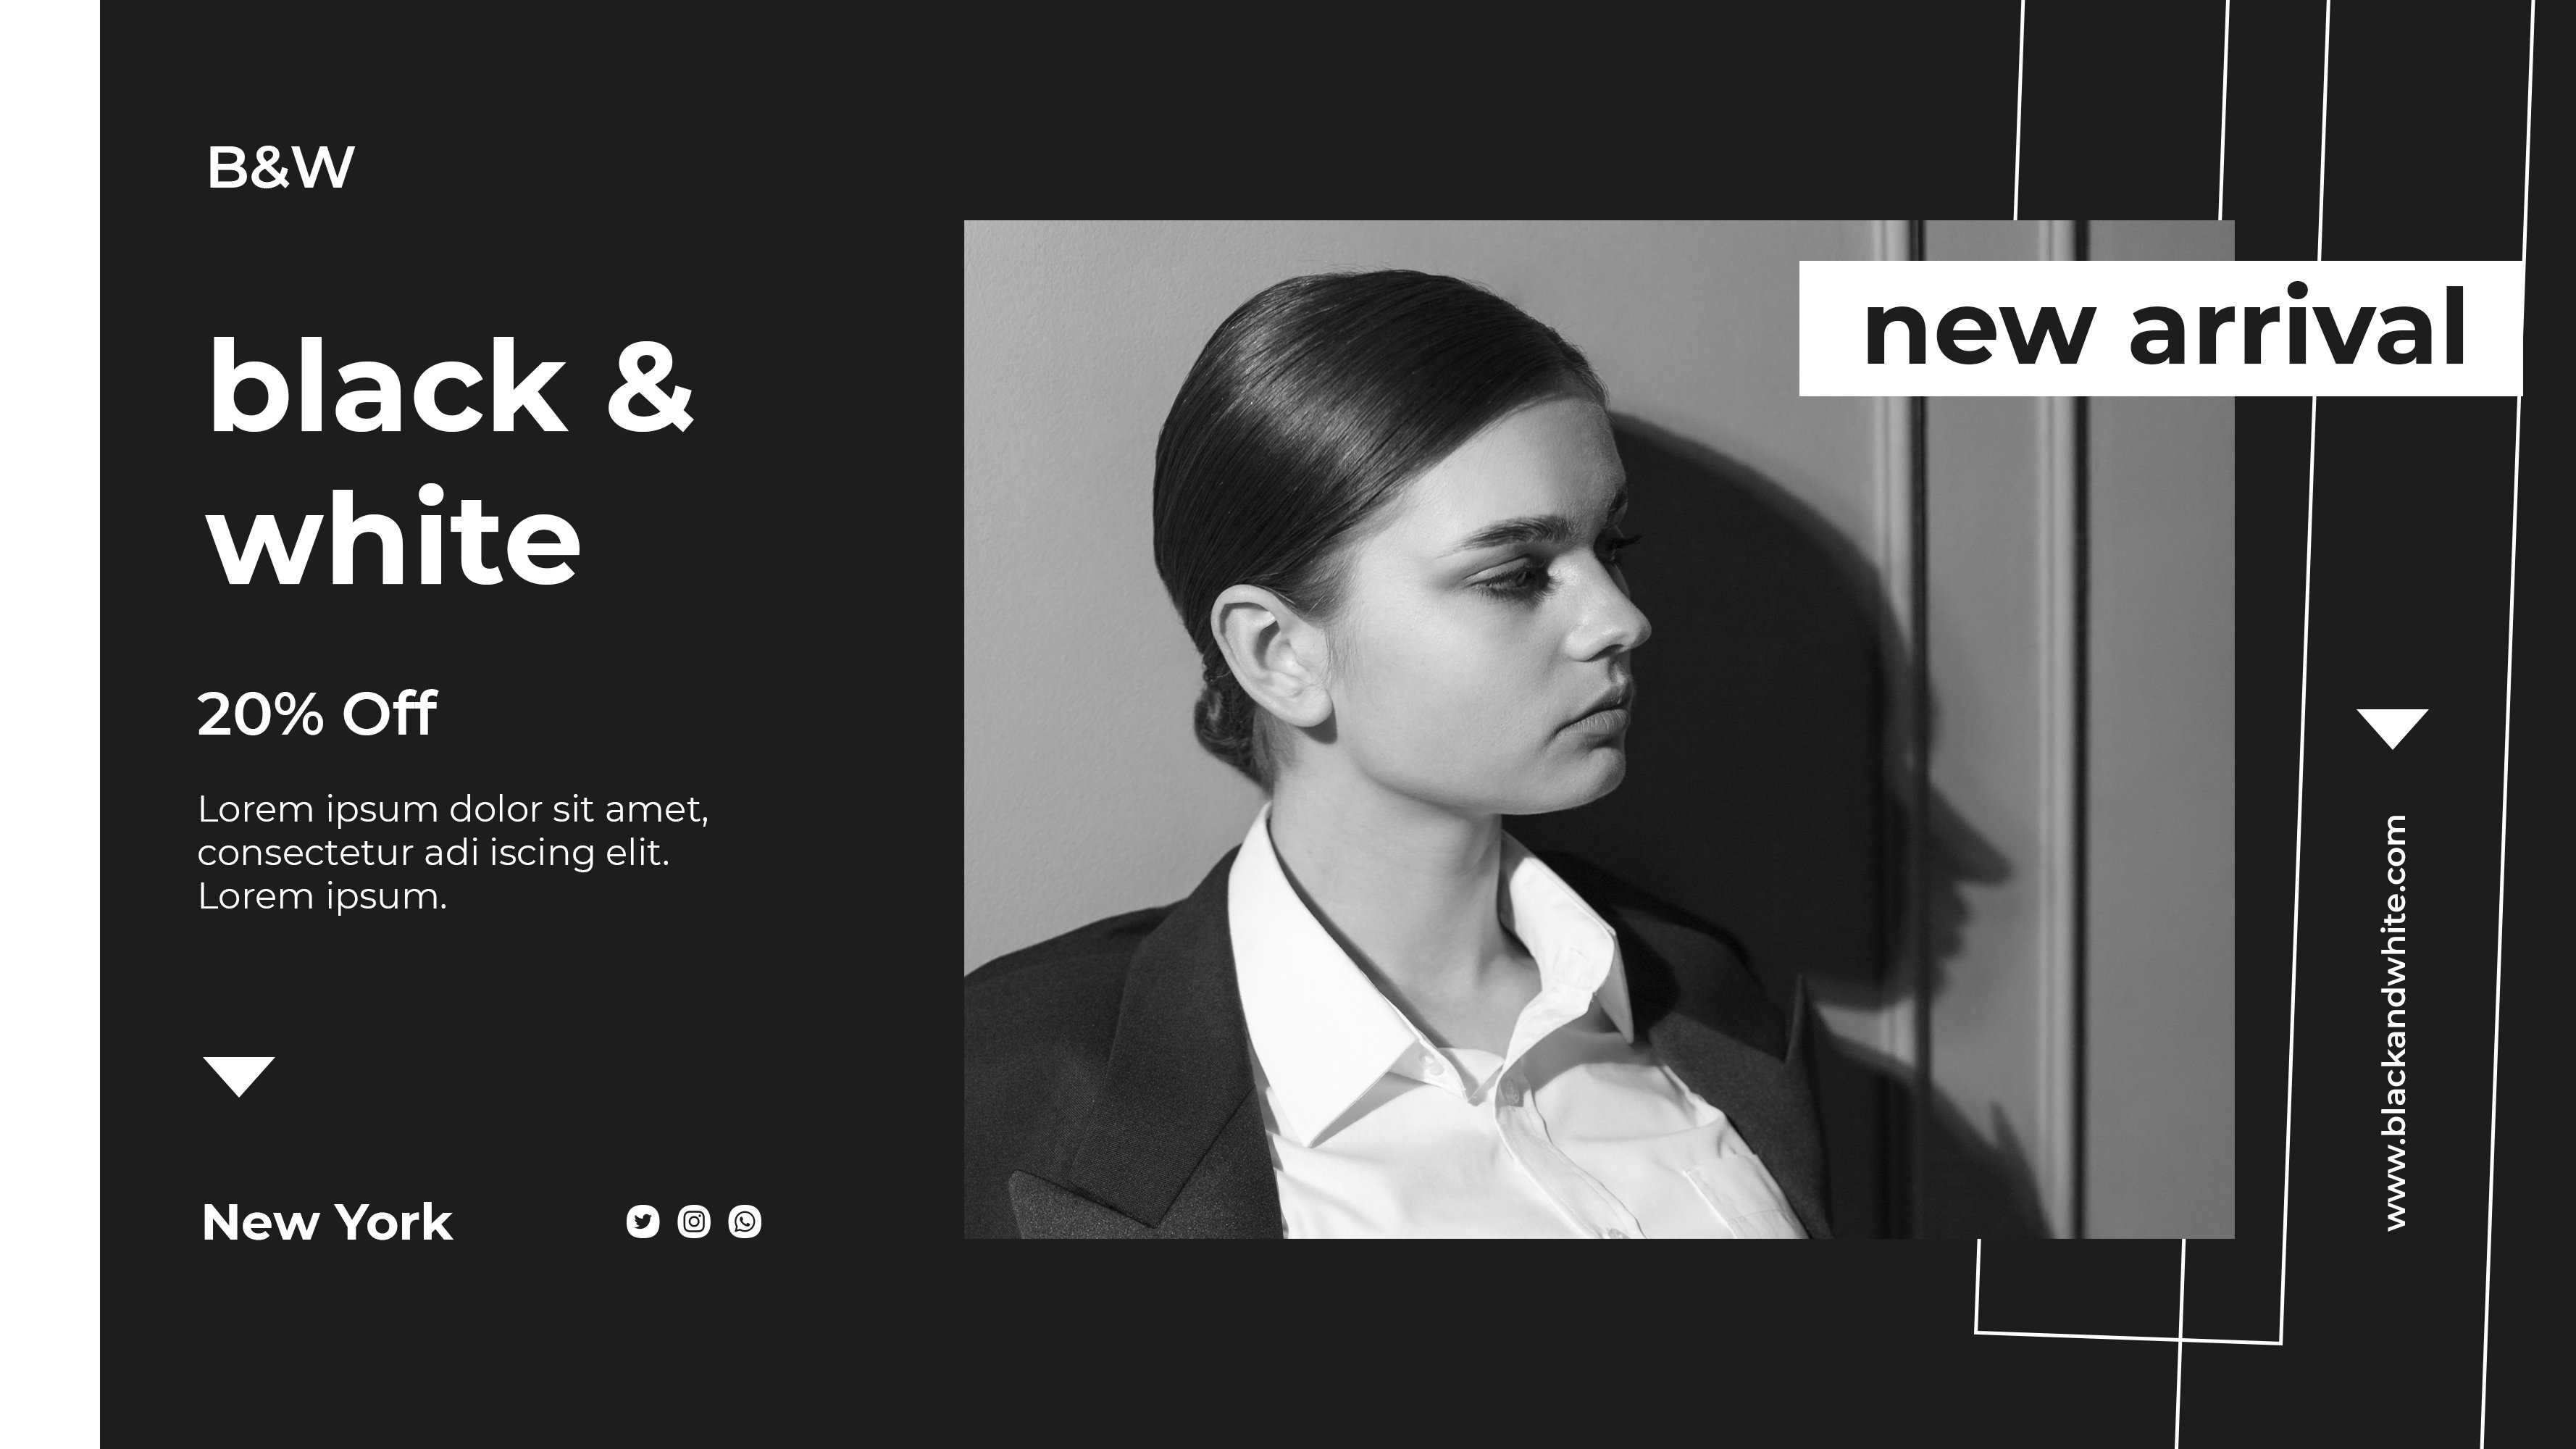 B&W
black &
white
20% Off
Lorem ipsum dolor sit amet,
consectetur adi iscing elit.
Lorem ipsum.
New York
new arrival
www.blackandwhite.com